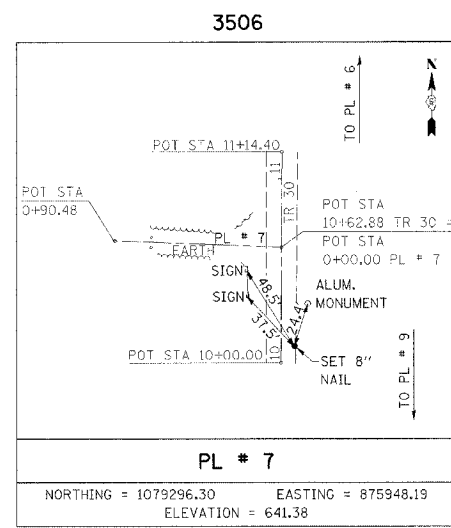 3506
N
TO PL # 6
POT STA 11+14.40
11
TR 30
POT STA
0+90.48
POT STA
10+62.88 TR 30 =
POT STA
0+00.00 PL # 7
PL # 7
EARTH
SIGN
48.5'
SIGN
37.5'
24.4'
ALUM.
MONUMENT
POT STA 10+00.00
10
SET 8"
NAIL
TO PL # 9
PL # 7
NORTHING = 1079296.30 EASTING = 875948.19
ELEVATION = 641.38